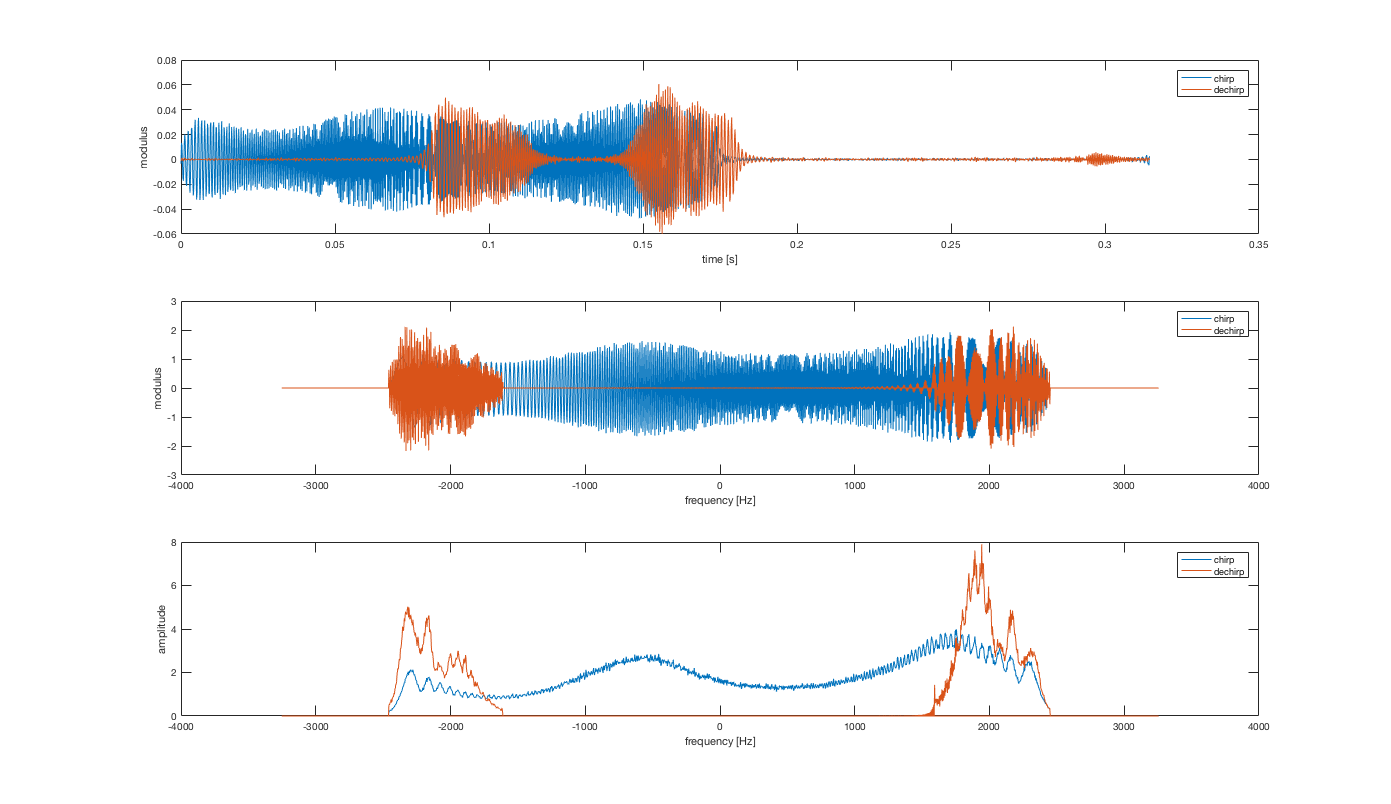 0.08
0.06
0.04
0.02
0
-0.02
-0.04
-0.06
modulus
chirp
dechirp
0 0.05 0.1 0.15 0.2 0.25 0.3 0.35
time [s]
3
2
1
0
-1
-2
-3
modulus
chirp
dechirp
-4000 -3000 -2000 -1000 0 1000 2000 3000 4000
frequency [Hz]
8
6
4
2
0
amplitude
chirp
dechirp
-4000 -3000 -2000 -1000 0 1000 2000 3000 4000
frequency [Hz]